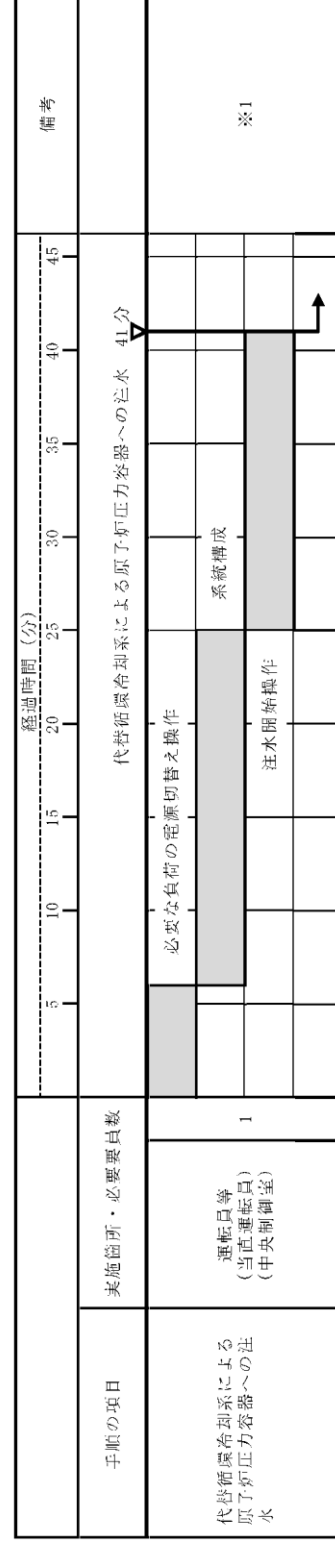 手順の項目
実施箇所・必要要員数
経過時間（分）
備考
5
10
15
20
25
30
35
40
45
代替循環冷却系による原子炉圧力容器への注水
41分
代替循環冷却系による
原子炉圧力容器への注
水
運転員等
（当直運転員）
（中央制御室）
1
必要な負荷の電源切替え操作
系統構成
注水開始操作
※1